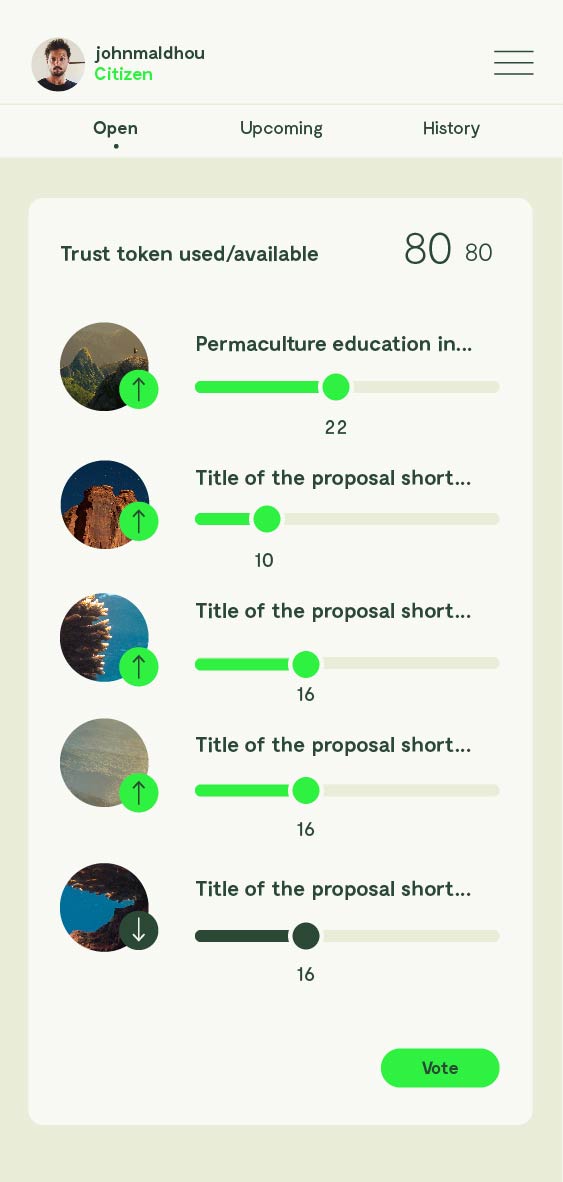 johnmaldhou
Citizen
Open Upcoming History
Trust token used/available 80 80
Permaculture education in...
22
Title of the proposal short...
10
Title of the proposal short...
16
Title of the proposal short...
16
Title of the proposal short...
16
Vote